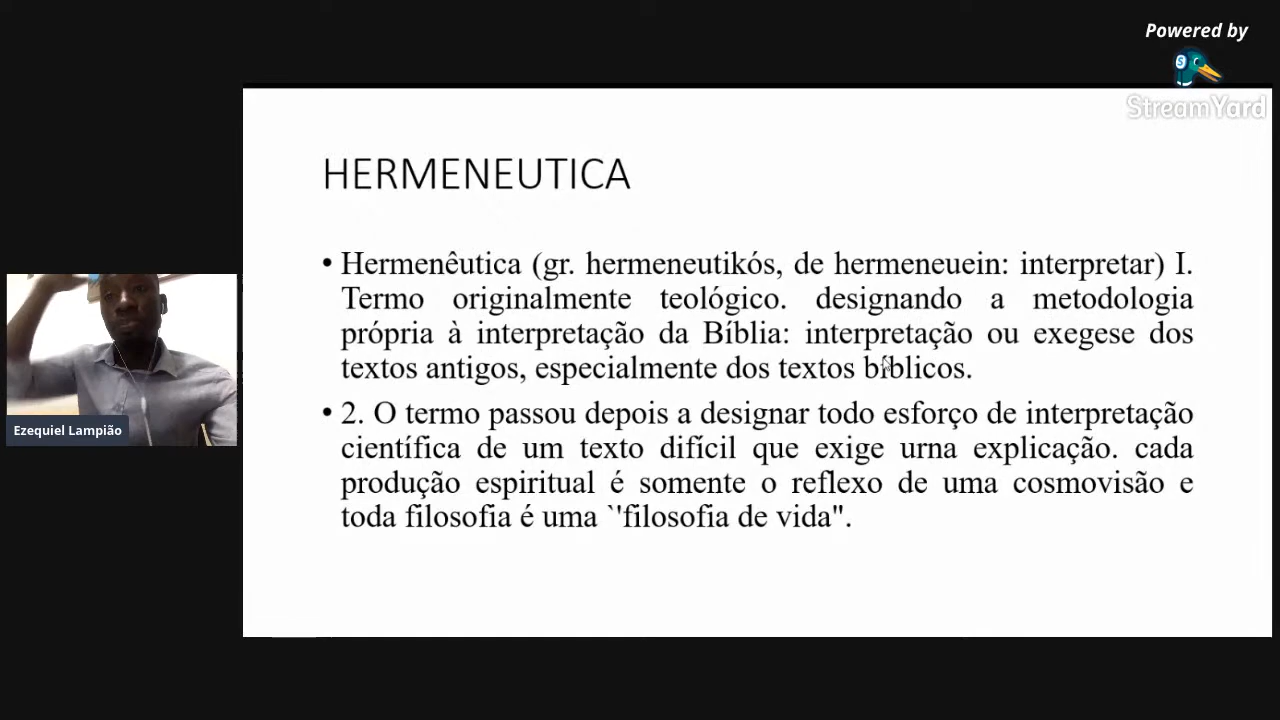 Powered by
StreamYard
HERMENEUTICA
• Hermenêutica (gr. hermeneutikós, de hermeneuein: interpretar) I.
Termo originalmente teológico. designando a metodologia
própria à interpretação da Bíblia: interpretação ou exegese dos
textos antigos, especialmente dos textos bíblicos.
• 2. O termo passou depois a designar todo esforço de interpretação
científica de um texto difícil que exige urna explicação. cada
produção espiritual é somente o reflexo de uma cosmovisão e
toda filosofia é uma ``'filosofia de vida".
Ezequiel Lampião